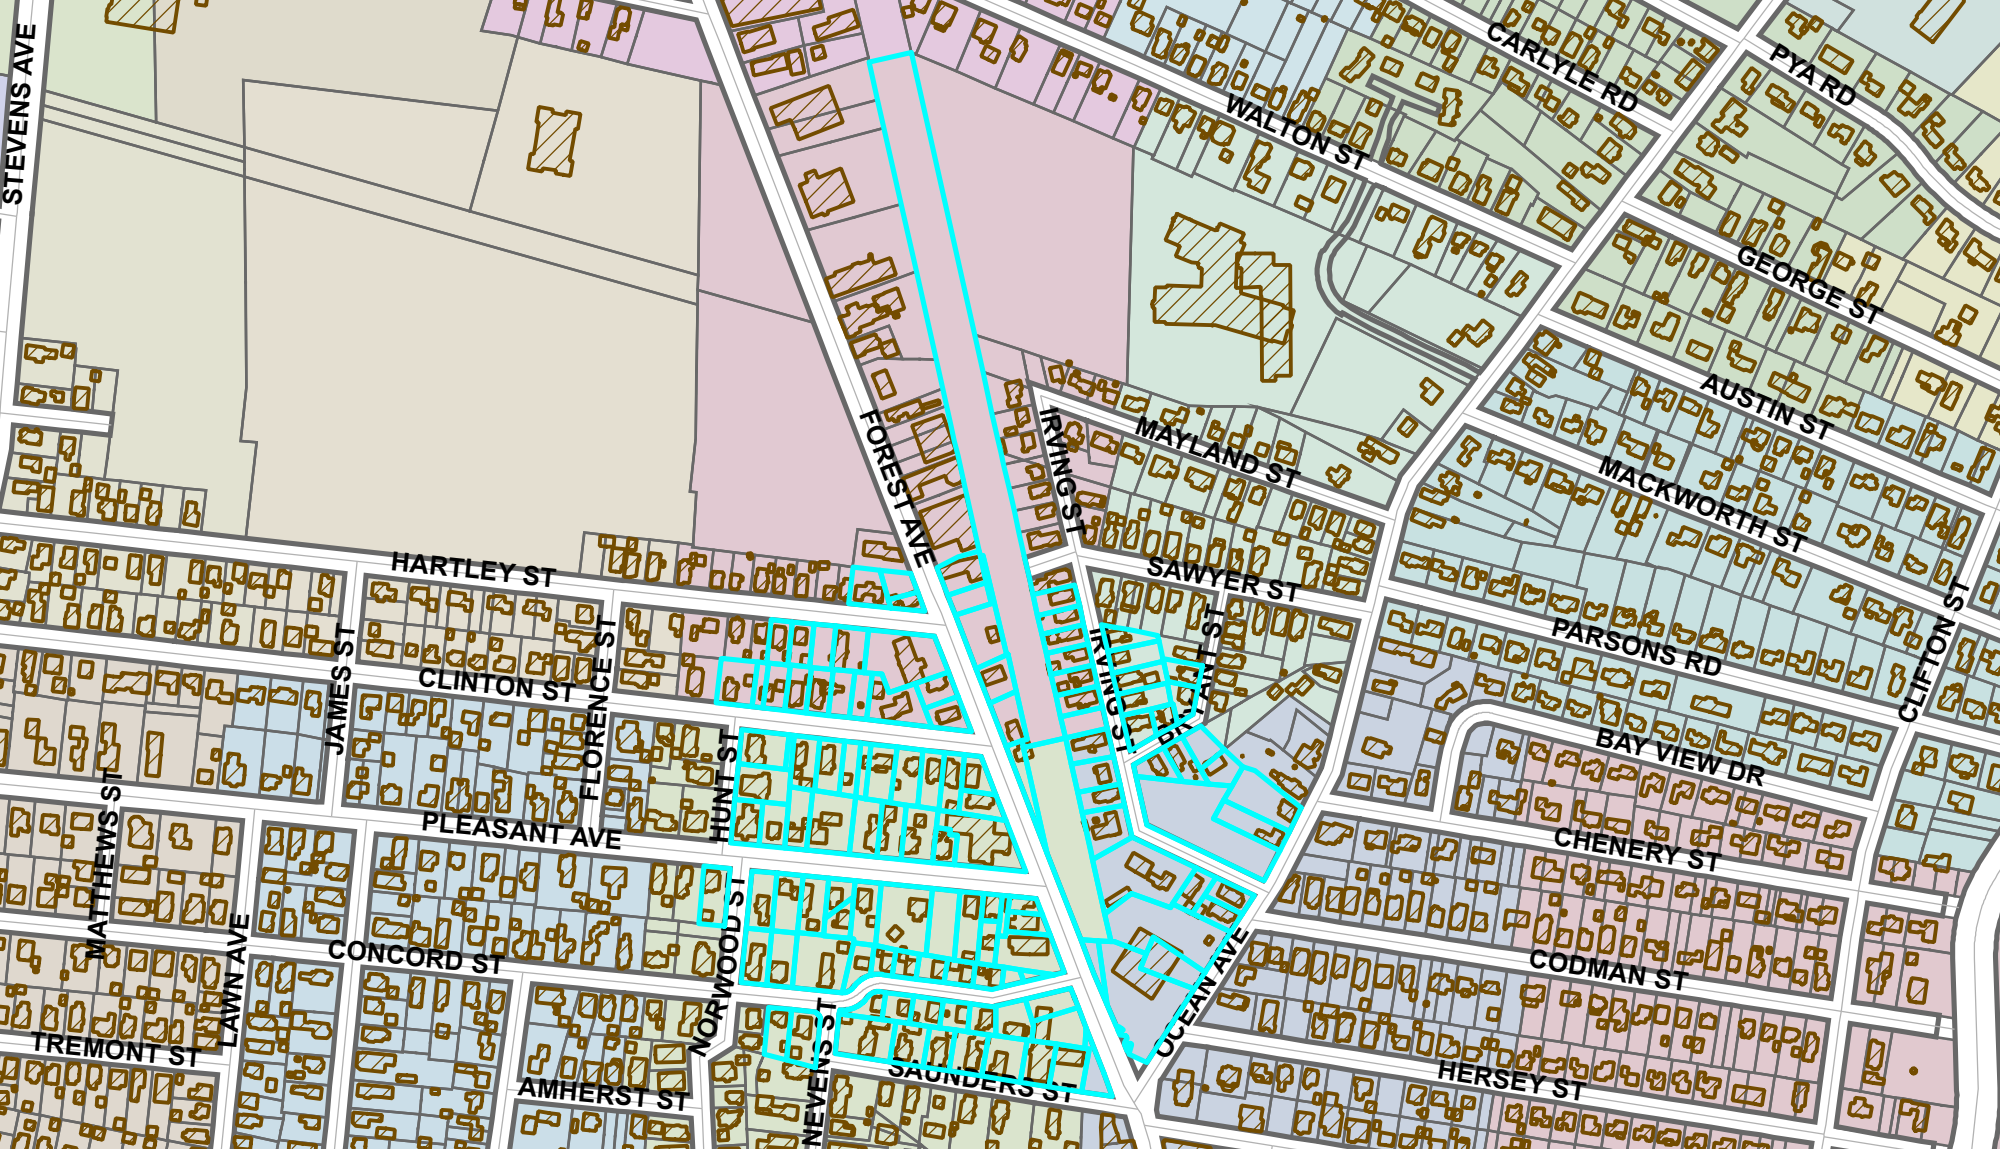 STEVENS AVE
CARLYLE RD
PYA RD
WALTON ST
GEORGE ST
AUSTIN ST
MACKWORTH ST
FOREST AVE
IRVING ST
MAYLAND ST
SAWYER ST
HARTLEY ST
PARSONS RD
CLIFTON ST
JAMES ST
CLINTON ST
FLORENCE ST
IRVING ST
BRYANT ST
BAY VIEW DR
HUNT ST
MATTHEWS ST
PLEASANT AVE
CHENERY ST
CONCORD ST
LAWN AVE
NORWOOD ST
OCEAN AVE
CODMAN ST
TREMONT ST
NEVENS ST
SAUNDERS ST
AMHERST ST
HERSEY ST